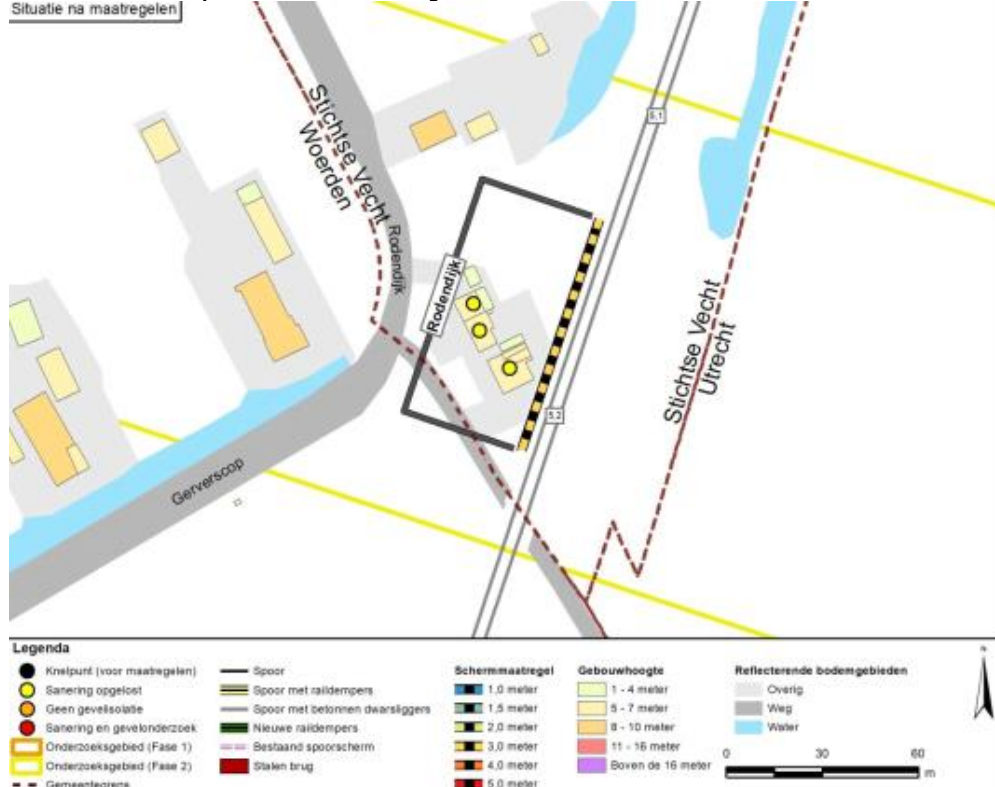 Situatie na maatregelen
Stichtse Vecht
Woerden
Rodendijk
Rodendijk
5,1
5,2
Stichtse Vecht
Utrecht
Gerverscop
Legenda
Knelpunt (voor maatregelen)
Sanering opgelost
Geen gevelisolatie
Sanering en gevelonderzoek
Onderzoeksgebied (Fase 1)
Onderzoeksgebied (Fase 2)
Gemeentegrens
Spoor
Spoor met raildempers
Spoor met betonnen dwarsliggers
Nieuwe raildempers
Bestaand spoorscherm
Stalen brug
Schermmaatregel
1,0 meter
1,5 meter
2,0 meter
3,0 meter
4,0 meter
5,0 meter
Gebouwhoogte
1 - 4 meter
5 - 7 meter
8 - 10 meter
11 - 16 meter
Boven de 16 meter
Reflecterende bodemgebieden
Overig
Weg
Water
N
0 30 60
m